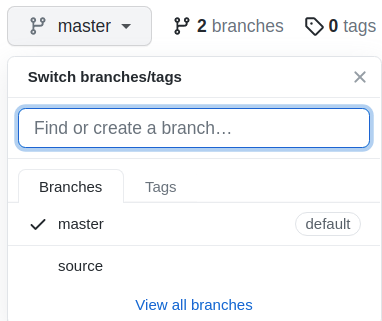 master 2 branches 0 tags
Switch branches/tags
Find or create a branch…
Branches Tags
master default
source
View all branches